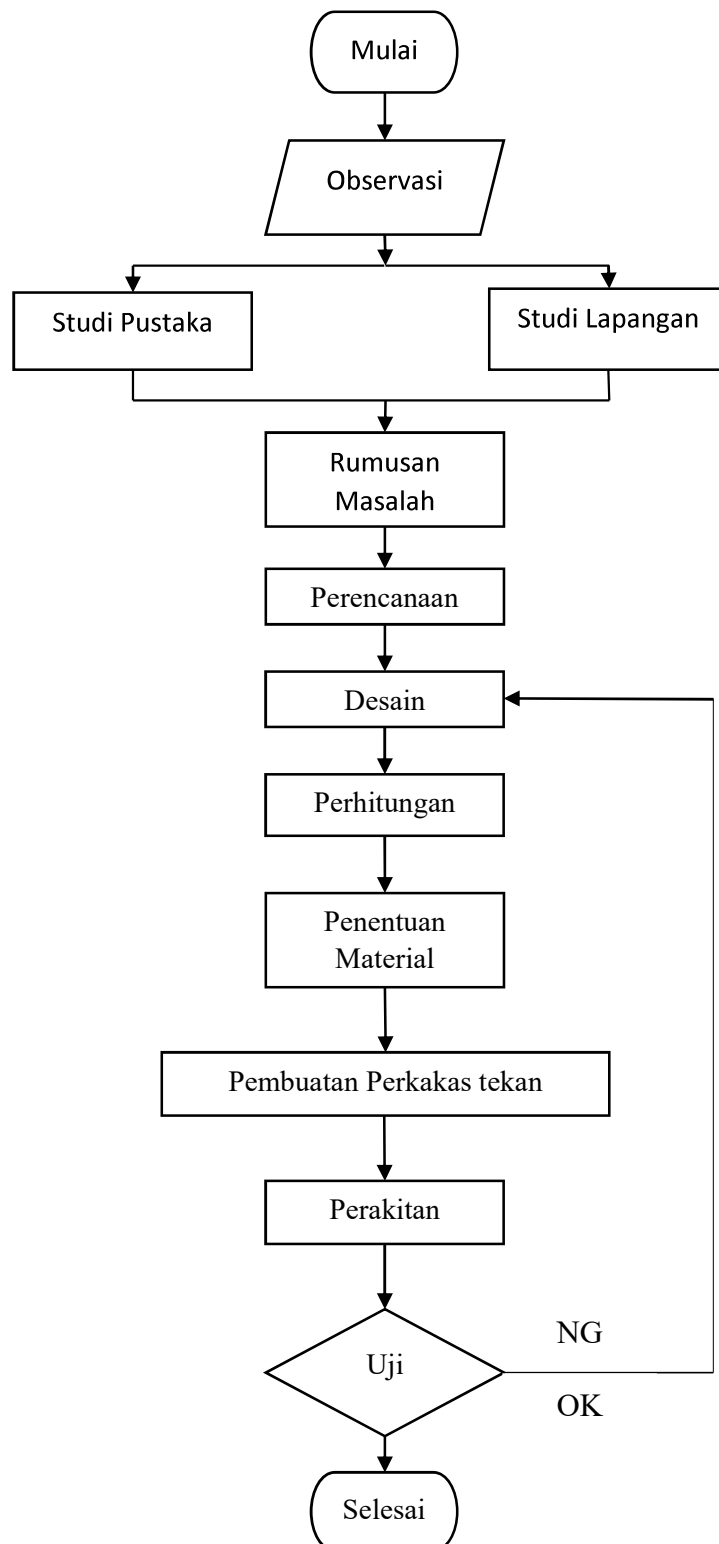 Mulai
Observasi
Studi Pustaka
Studi Lapangan
Rumusan
Masalah
Perencanaan
Desain
Perhitungan
Penentuan
Material
Pembuatan Perkakas tekan
Perakitan
Uji
NG
OK
Selesai